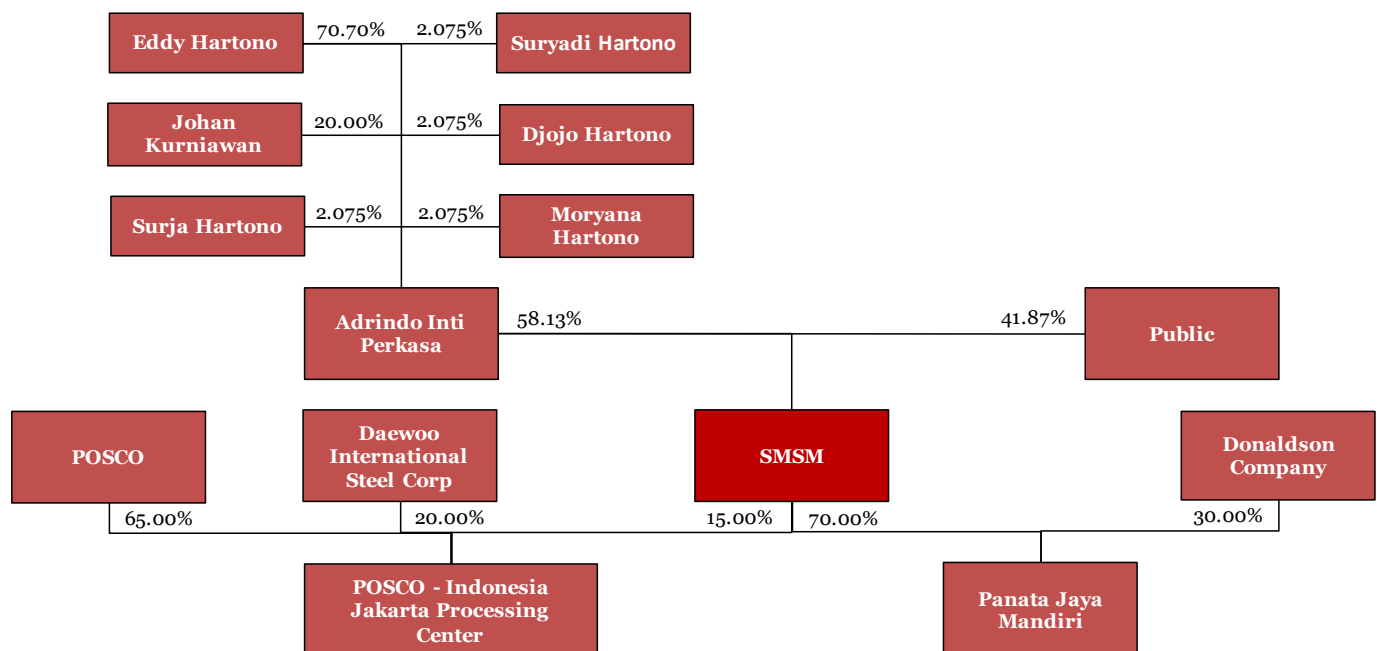 Eddy Hartono
70.70%
2.075%
Suryadi Hartono
Johan
Kurniawan
20.00%
2.075%
Djojo Hartono
Surja Hartono
2.075%
2.075%
Moryana
Hartono
Adrindo Inti
Perkasa
58.13%
41.87%
Public
POSCO
Daewoo
International
Steel Corp
SMSM
Donaldson
Company
65.00%
20.00%
15.00%
70.00%
30.00%
POSCO - Indonesia
Jakarta Processing
Center
Panata Jaya
Mandiri